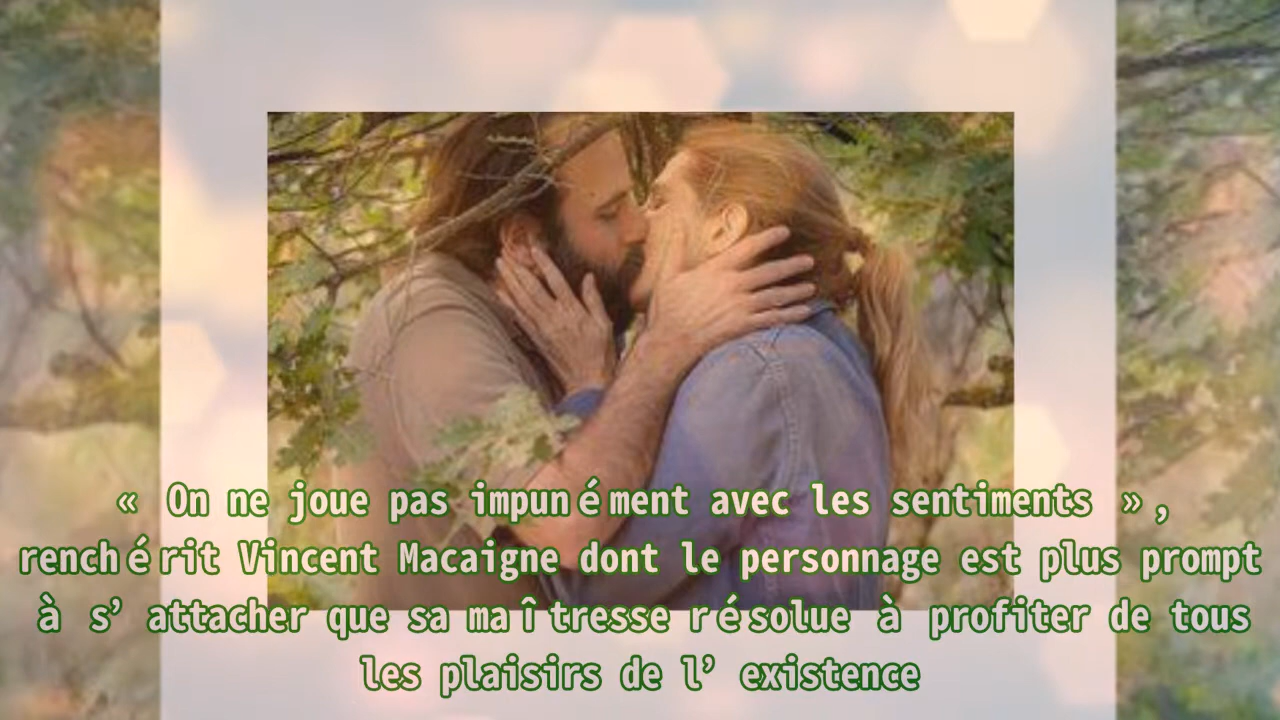 « On ne joue pas impunément avec les sentiments »,
renchérit Vincent Macaigne dont le personnage est plus prompt
à s’ attacher que sa maîtresse résolue à profiter de tous
les plaisirs de l’ existence